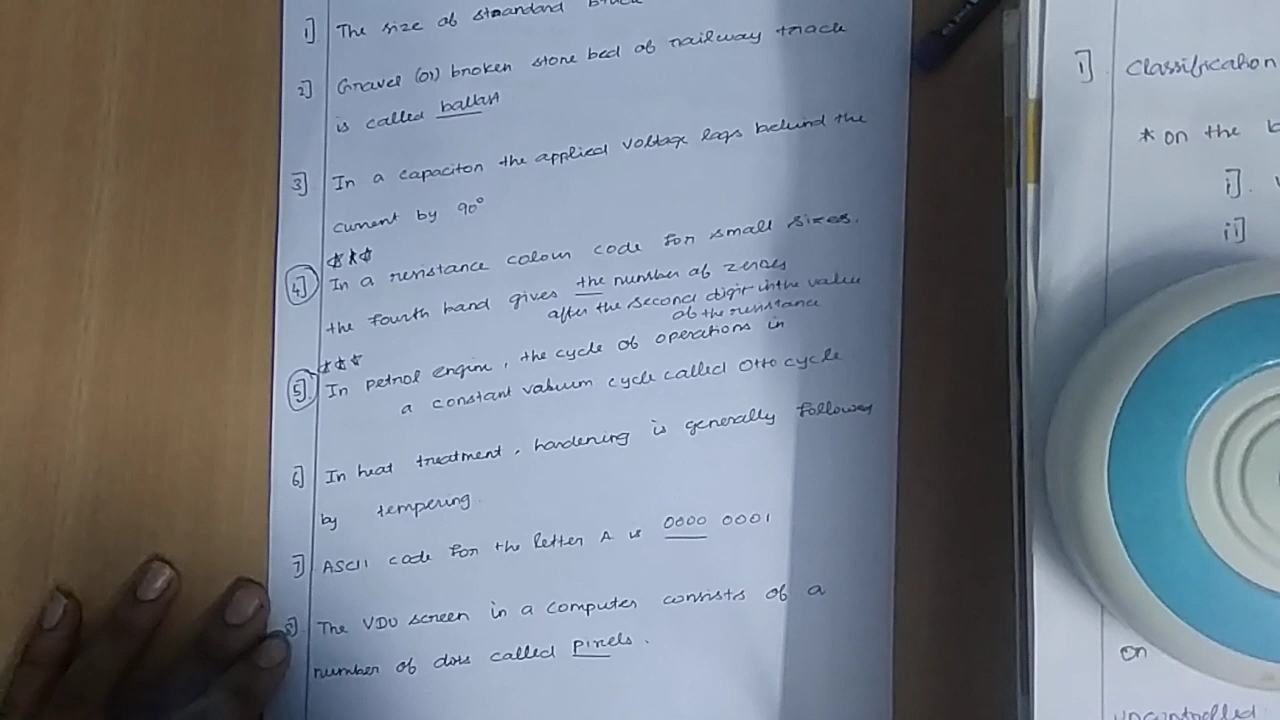 1] The size of staandard
2] Gravel (or) broken stone bed of railway track
is called ballast
3] In a capacitor the applied voltage lags behind the
current by 90°
***
4] In a resistance colour code for small sizes.
the fourth band gives the number of zeroes
after the second digit in the value
of the resistance
***
5] In petrol engine, the cycle of operations in
a constant valuum cycle called Otto cycle
6] In heat treatment, hardening is generally followey
by tempering.
7] ASCII code for the letter A is 0000 0001
8] The VDU screen in a computer consists of a
number of dots called pixels.
1]. Classification
* on the b
i].
ii]
on
uncontrolled